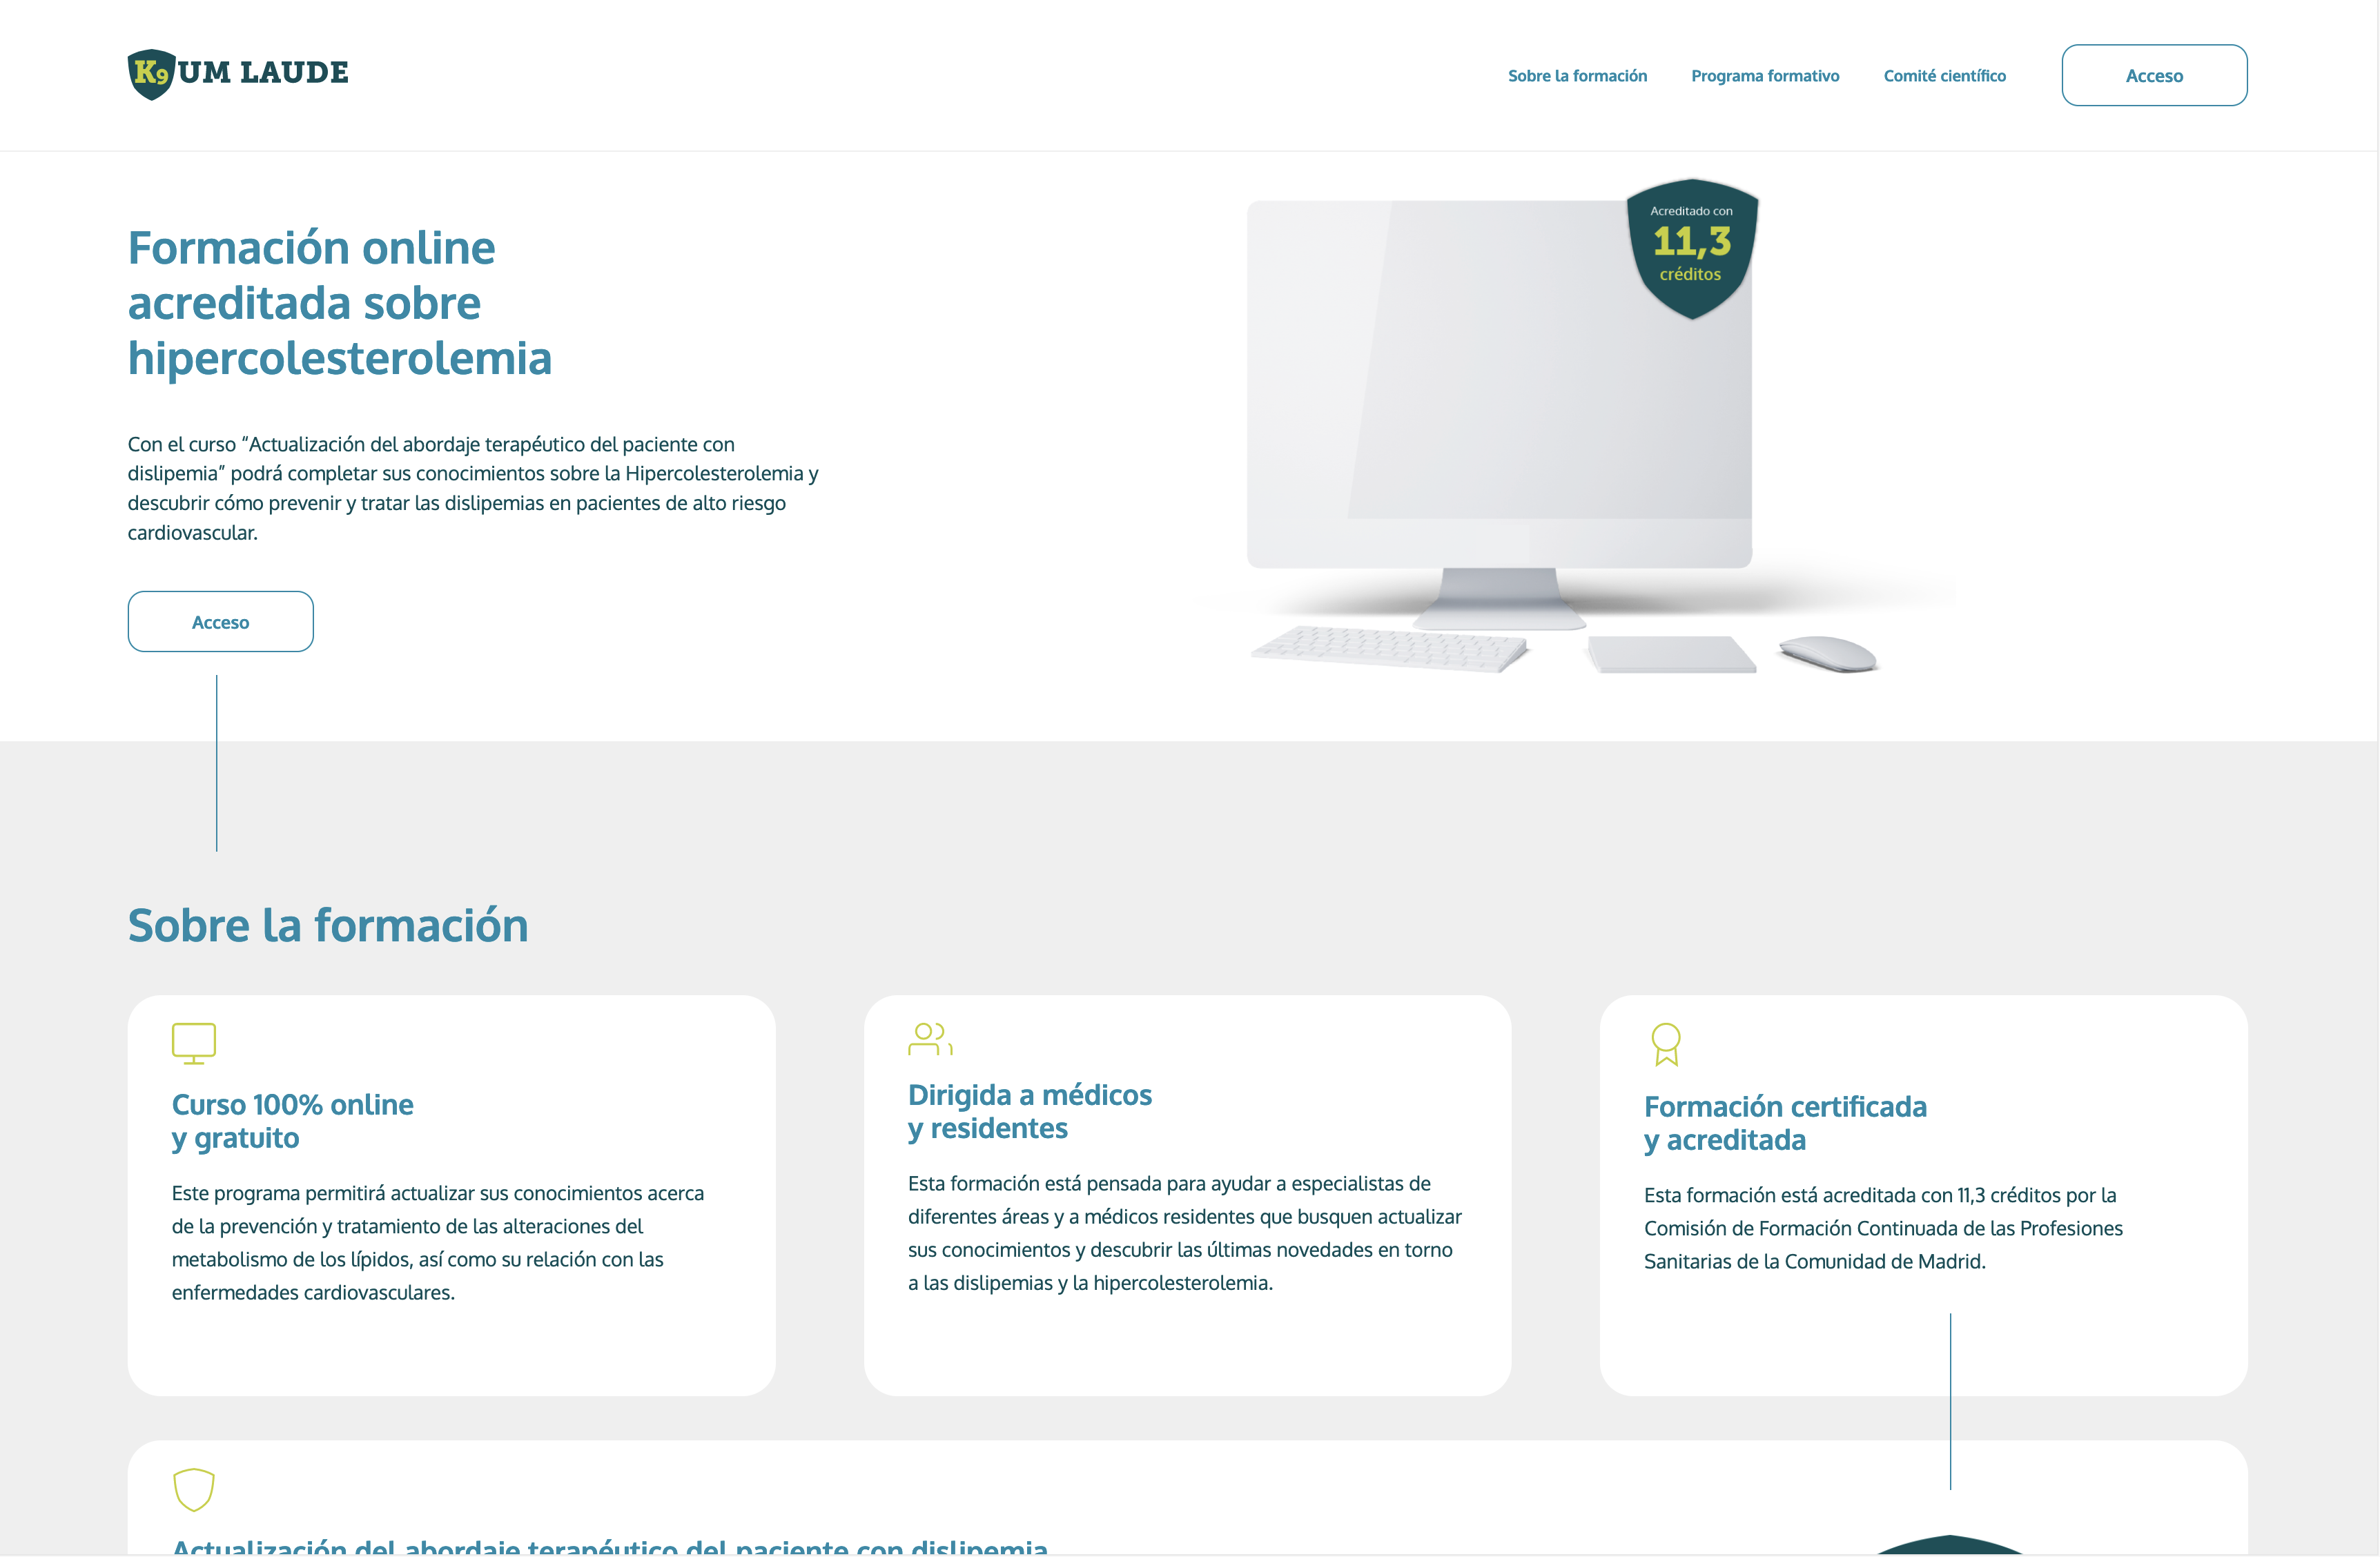 K9UM LAUDE
Sobre la formación
Programa formativo
Comité científico
Acceso
Acreditado con
11,3
créditos
Formación online
acreditada sobre
hipercolesterolemia
Con el curso “Actualización del abordaje terapéutico del paciente con
dislipemia” podrá completar sus conocimientos sobre la Hipercolesterolemia y
descubrir cómo prevenir y tratar las dislipemias en pacientes de alto riesgo
cardiovascular.
Acceso
Sobre la formación
Curso 100% online
y gratuito
Este programa permitirá actualizar sus conocimientos acerca
de la prevención y tratamiento de las alteraciones del
metabolismo de los lípidos, así como su relación con las
enfermedades cardiovasculares.
Dirigida a médicos
y residentes
Esta formación está pensada para ayudar a especialistas de
diferentes áreas y a médicos residentes que busquen actualizar
sus conocimientos y descubrir las últimas novedades en torno
a las dislipemias y la hipercolesterolemia.
Formación certificada
y acreditada
Esta formación está acreditada con 11,3 créditos por la
Comisión de Formación Continuada de las Profesiones
Sanitarias de la Comunidad de Madrid.
Actualización del abordaje terapéutico del paciente con dislipemia